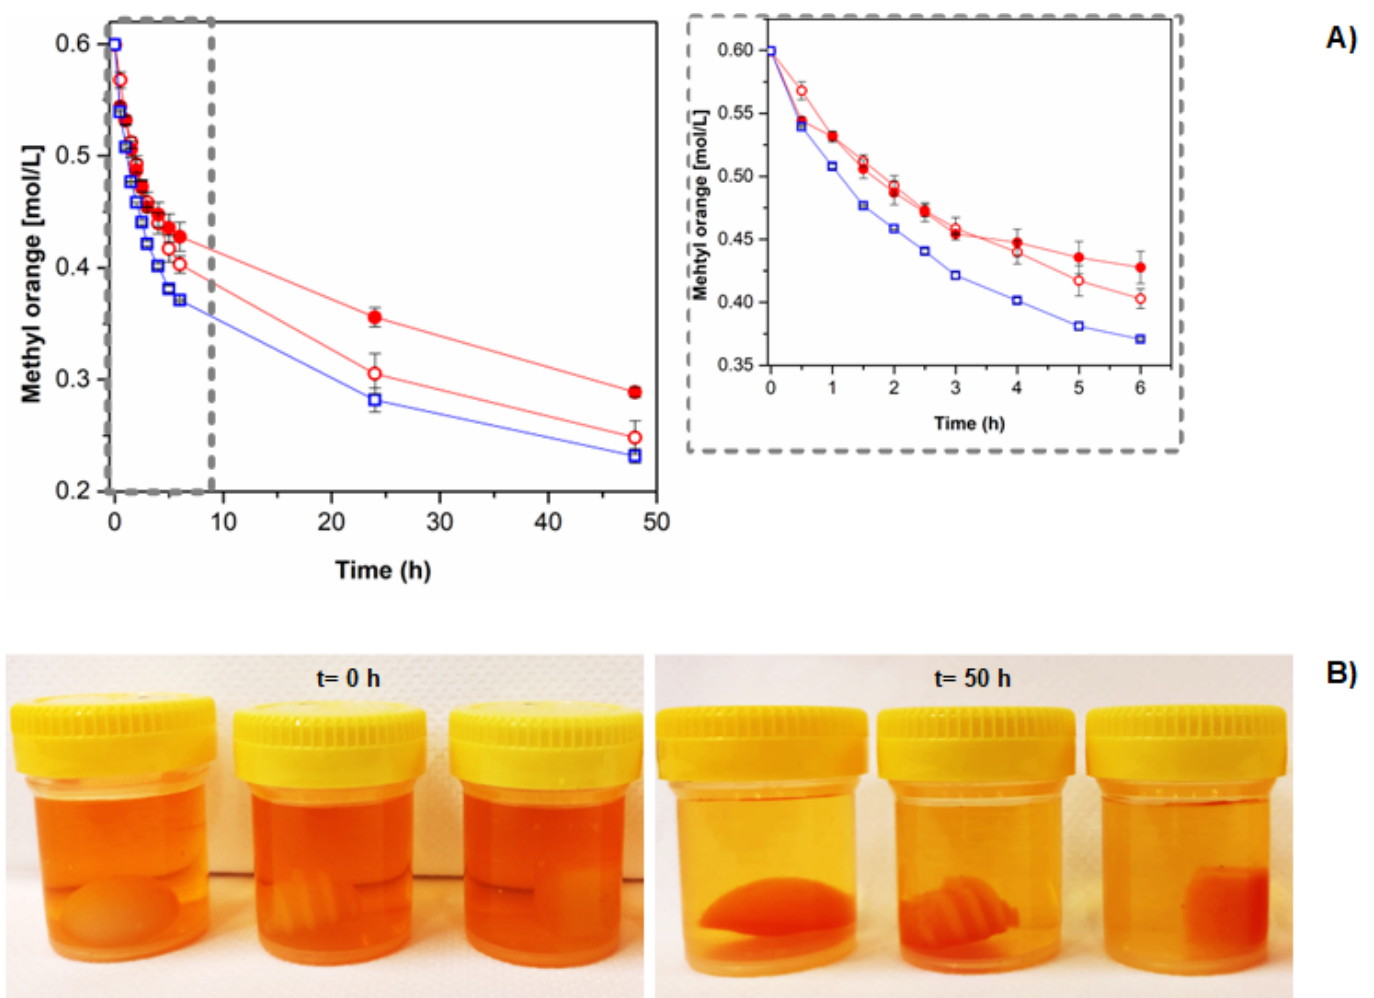 A)
0.6
0.5
0.4
0.3
0.2
Methyl orange [mol/L]
0 10 20 30 40 50
Time (h)
0.60
0.55
0.50
0.45
0.40
0.35
Mehtyl orange [mol/L]
0 1 2 3 4 5 6
Time (h)
B)
t= 0 h
t= 50 h